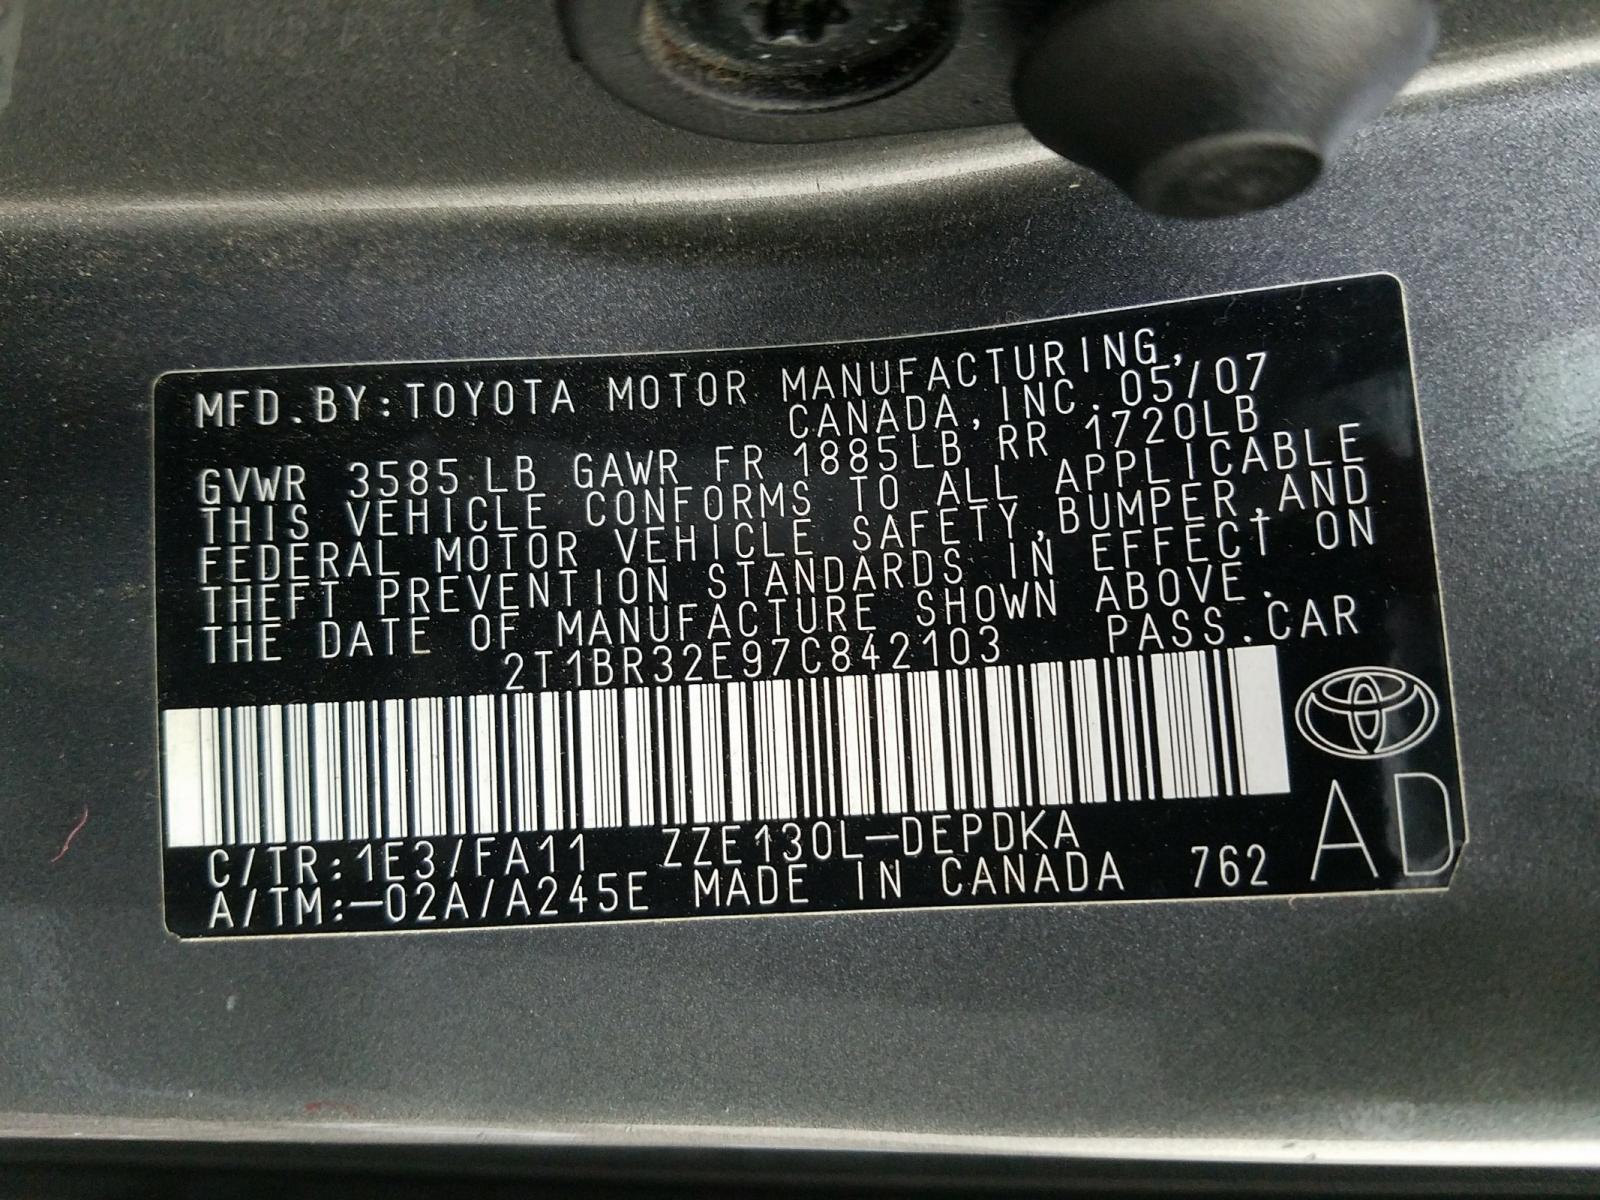 MFD.BY:TOYOTA MOTOR MANUFACTURING,
CANADA,INC. 05/07
GVWR 3585 LB GAWR FR 1885LB RR 1720LB
THIS VEHICLE CONFORMS TO ALL APPLICABLE
FEDERAL MOTOR VEHICLE SAFETY,BUMPER,AND
THEFT PREVENTION STANDARDS IN EFFECT ON
THE DATE OF MANUFACTURE SHOWN ABOVE.
2T1BR32E97C842103 PASS.CAR
C/TR:1E3/FA11 ZZE130L-DEPDKA
A/TM:-02A/A245E MADE IN CANADA 762
AD